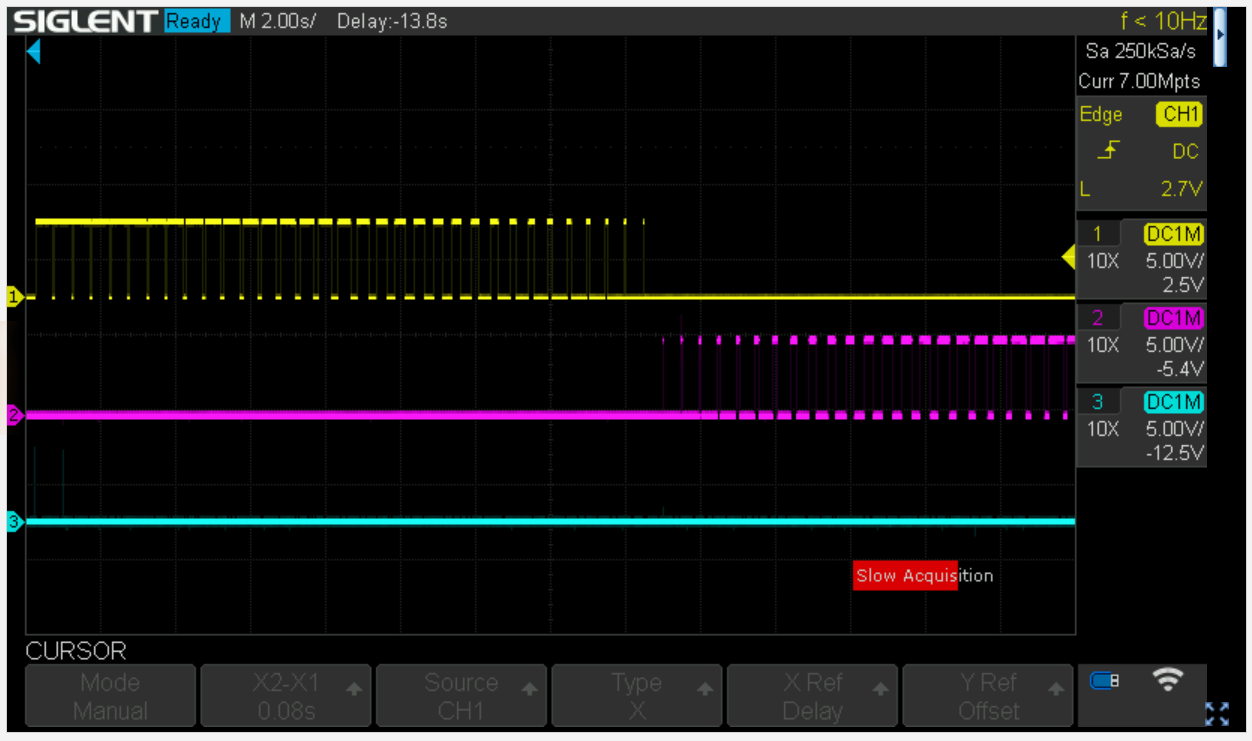 SIGLENT Ready M 2.00s/ Delay:-13.8s f < 10Hz
Sa 250kSa/s
Curr 7.00Mpts
Edge CH1
DC
L 2.7V
1 DC1M
10X 5.00V/
2.5V
2 DC1M
10X 5.00V/
-5.4V
3 DC1M
10X 5.00V/
-12.5V
1
2
3
Slow Acquisition
CURSOR
Mode
Manual
X2-X1
0.08s
Source
CH1
Type
X
X Ref
Delay
Y Ref
Offset